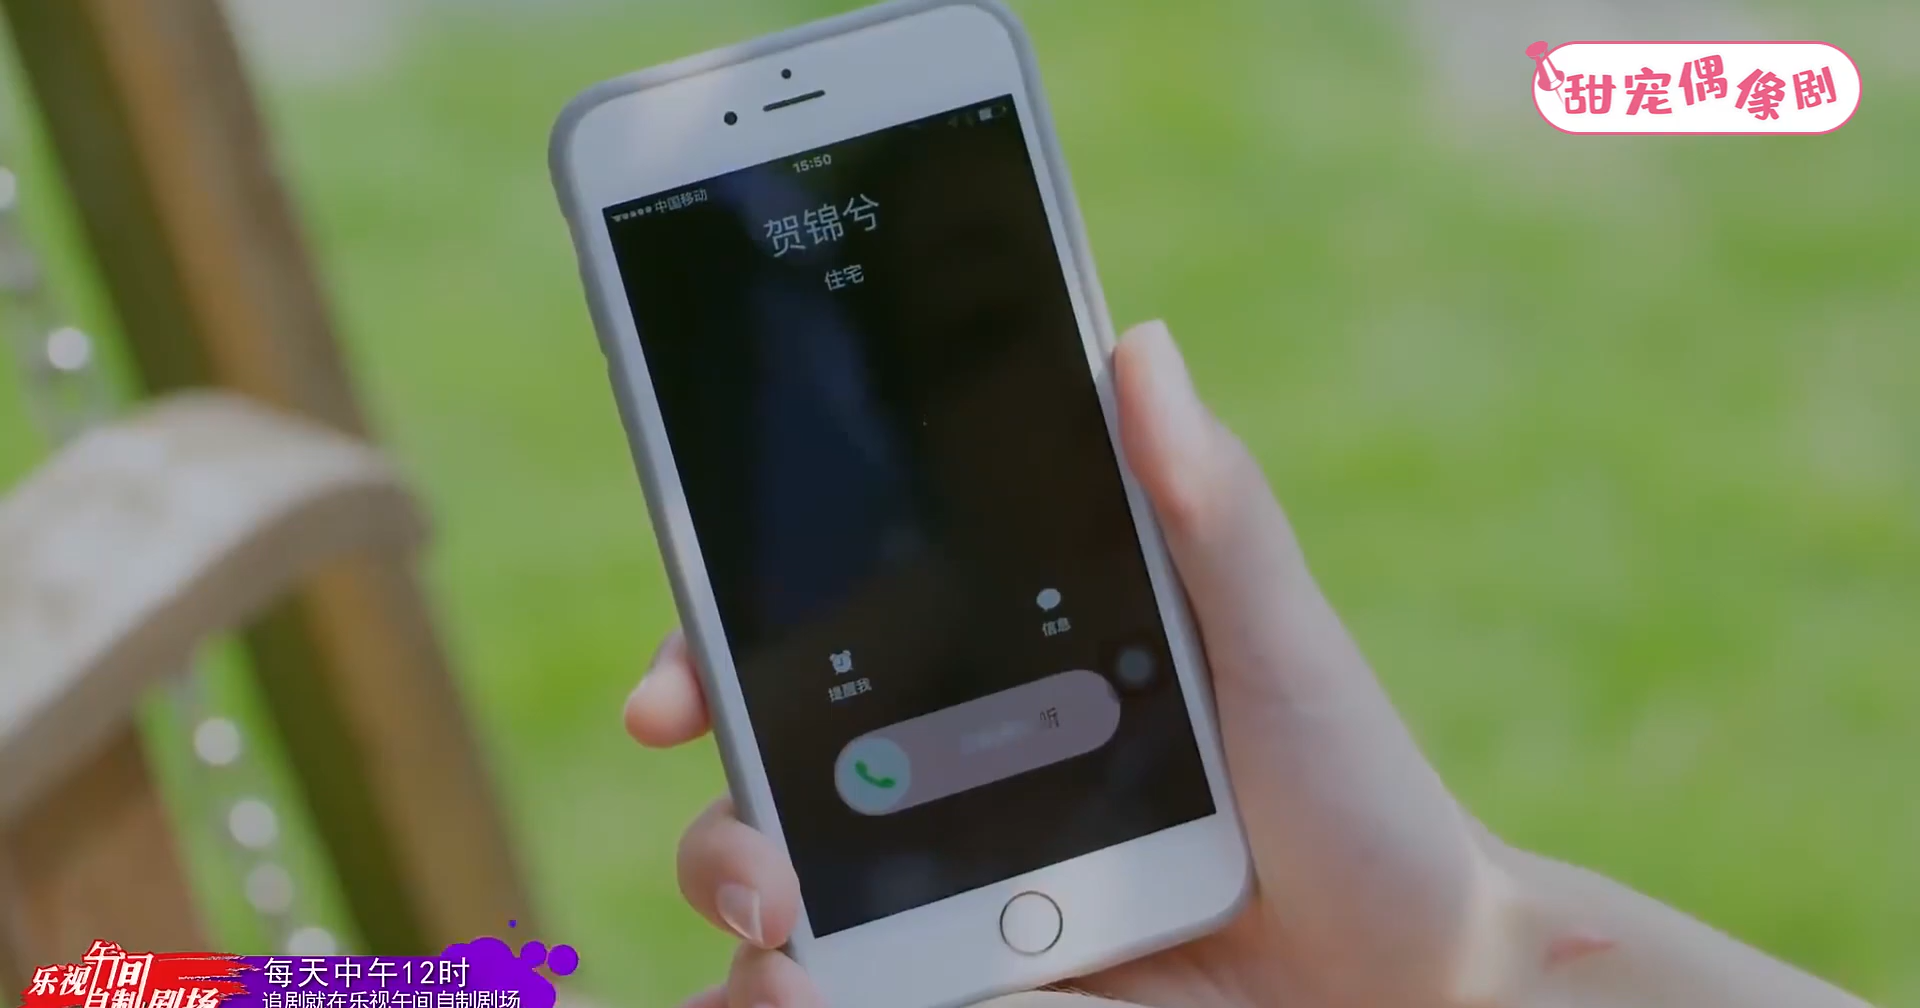 甜宠偶像剧
15:50
中国移动
贺锦兮
住宅
信息
提醒我
听
每天中午12时
乐视午间自制剧场
追剧就在乐视午间自制剧场